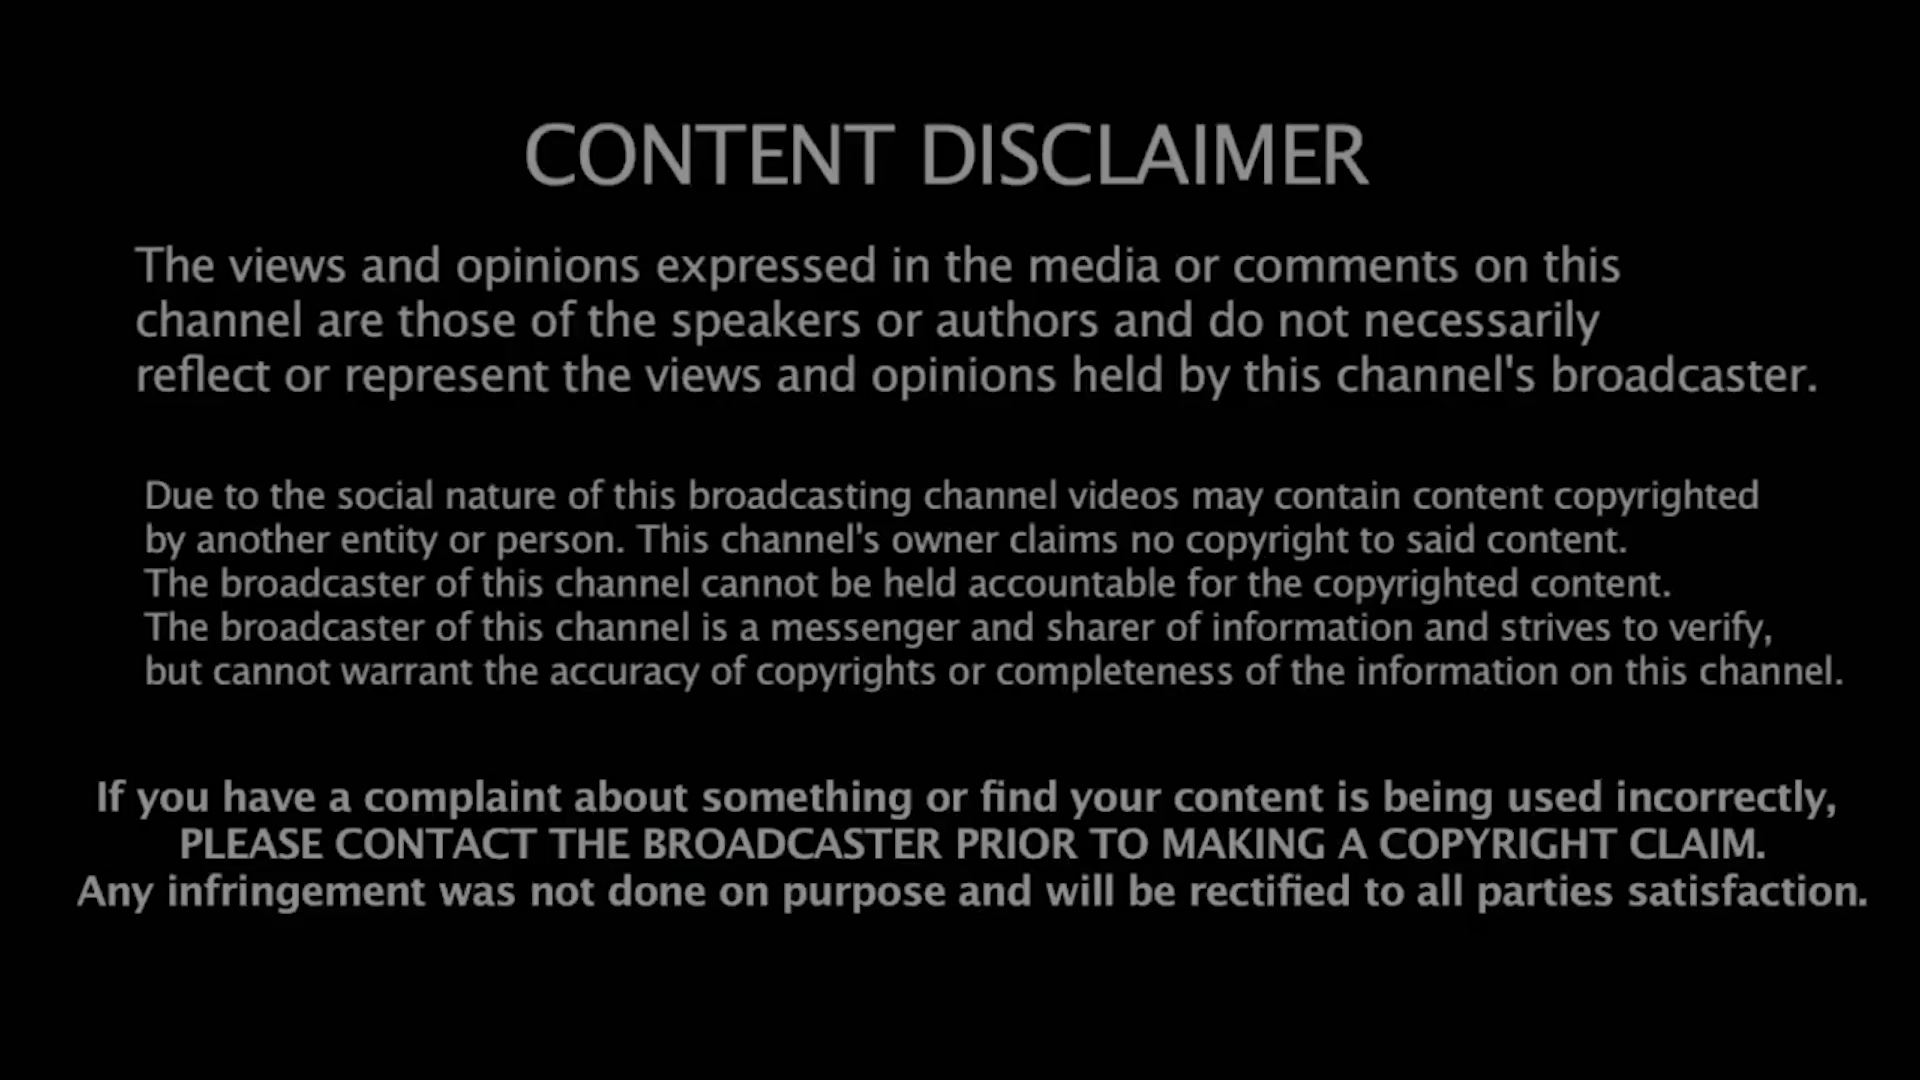 CONTENT DISCLAIMER
The views and opinions expressed in the media or comments on this
channel are those of the speakers or authors and do not necessarily
reflect or represent the views and opinions held by this channel's broadcaster.
Due to the social nature of this broadcasting channel videos may contain content copyrighted
by another entity or person. This channel's owner claims no copyright to said content.
The broadcaster of this channel cannot be held accountable for the copyrighted content.
The broadcaster of this channel is a messenger and sharer of information and strives to verify,
but cannot warrant the accuracy of copyrights or completeness of the information on this channel.
If you have a complaint about something or find your content is being used incorrectly,
PLEASE CONTACT THE BROADCASTER PRIOR TO MAKING A COPYRIGHT CLAIM.
Any infringement was not done on purpose and will be rectified to all parties satisfaction.